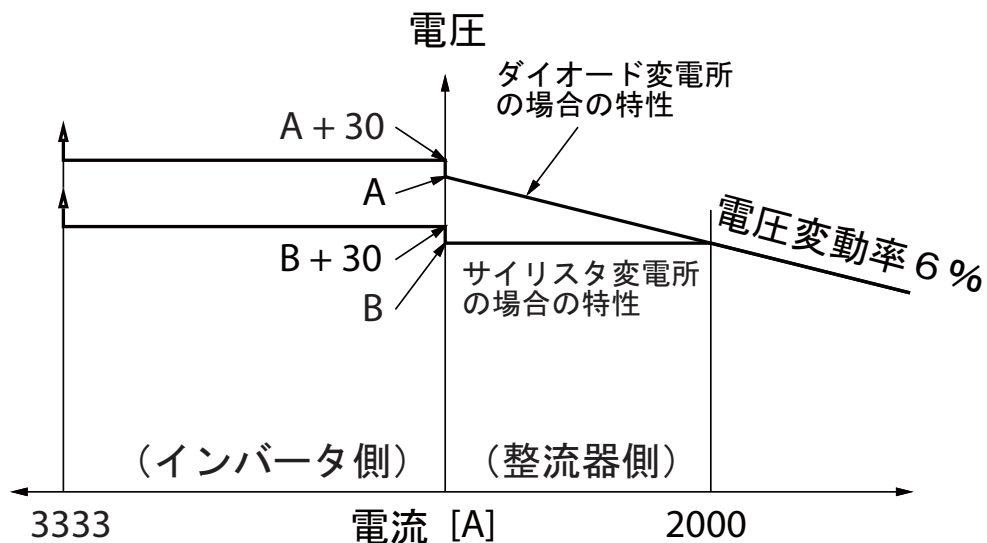 電圧
ダイオード変電所
の場合の特性
A + 30
A
B + 30
B
電圧変動率６%
サイリスタ変電所
の場合の特性
（インバータ側）
（整流器側）
3333
電流 [A]
2000